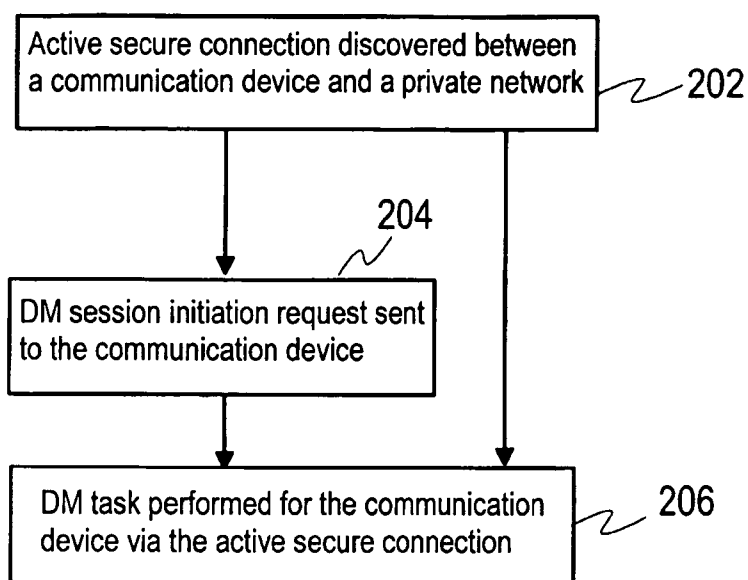 Active secure connection discovered between
a communication device and a private network
202
204
DM session initiation request sent
to the communication device
DM task performed for the communication
device via the active secure connection
206